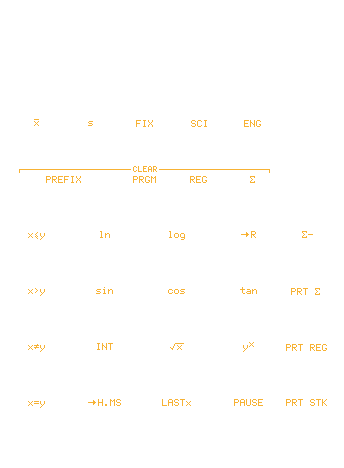 x̅ s FIX SCI ENG
CLEAR
PREFIX PRGM REG Σ
x≤y ln log →R Σ-
x>y sin cos tan PRT Σ
x≠y INT √x yˣ PRT REG
x=y →H.MS LASTx PAUSE PRT STK